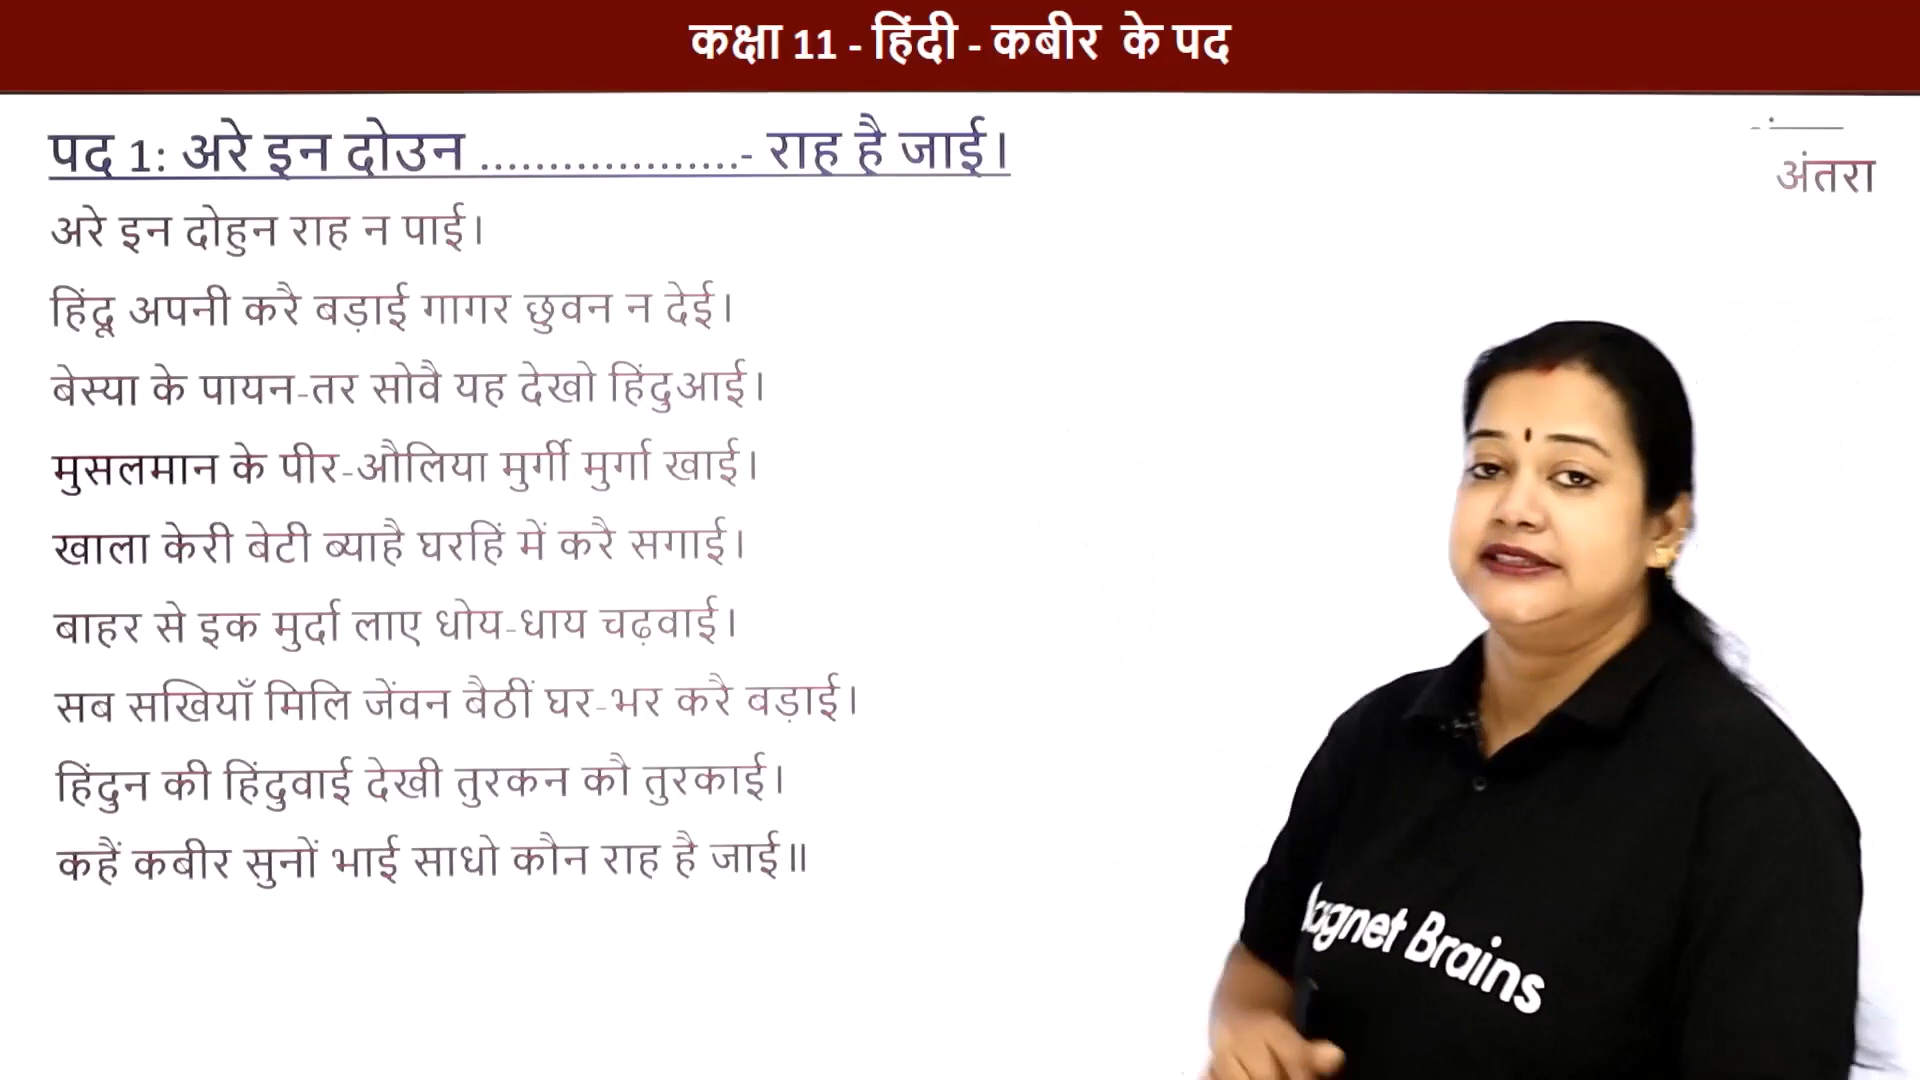 कक्षा 11 - हिंदी - कबीर के पद
पद 1: अरे इन दोउन ...................- राह है जाई।
अंतरा
अरे इन दोहुन राह न पाई।
हिंदू अपनी करै बड़ाई गागर छुवन न देई।
बेस्या के पायन-तर सोवै यह देखो हिंदुआई।
मुसलमान के पीर-औलिया मुर्गी मुर्गा खाई।
खाला केरी बेटी ब्याहै घरहिं में करै सगाई।
बाहर से इक मुर्दा लाए धोय-धाय चढ़वाई।
सब सखियाँ मिलि जेंवन बैठीं घर-भर करै बड़ाई।
हिंदुन की हिंदुवाई देखी तुरकन कौ तुरकाई।
कहैं कबीर सुनों भाई साधो कौन राह है जाई॥
agnet Brains